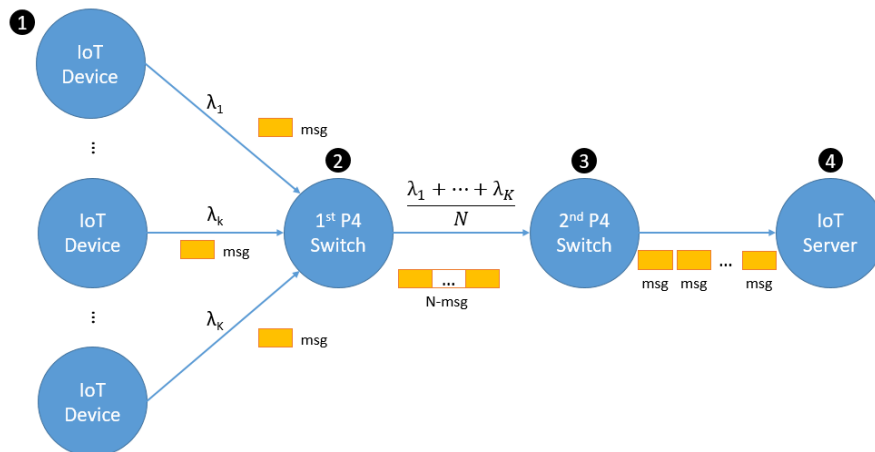 1
IoT
Device
λ1
msg
⋮
2
3
4
IoT
Device
λk
msg
1st P4
Switch
λ1 + ⋯ + λK
N
...
N-msg
2nd P4
Switch
...
msg msg msg
IoT
Server
⋮
λK
msg
IoT
Device